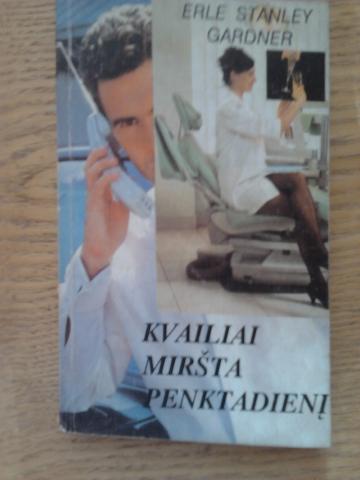 ERLE STANLEY
GARDNER
KVAILIAI
MIRŠTA
PENKTADIENĮ